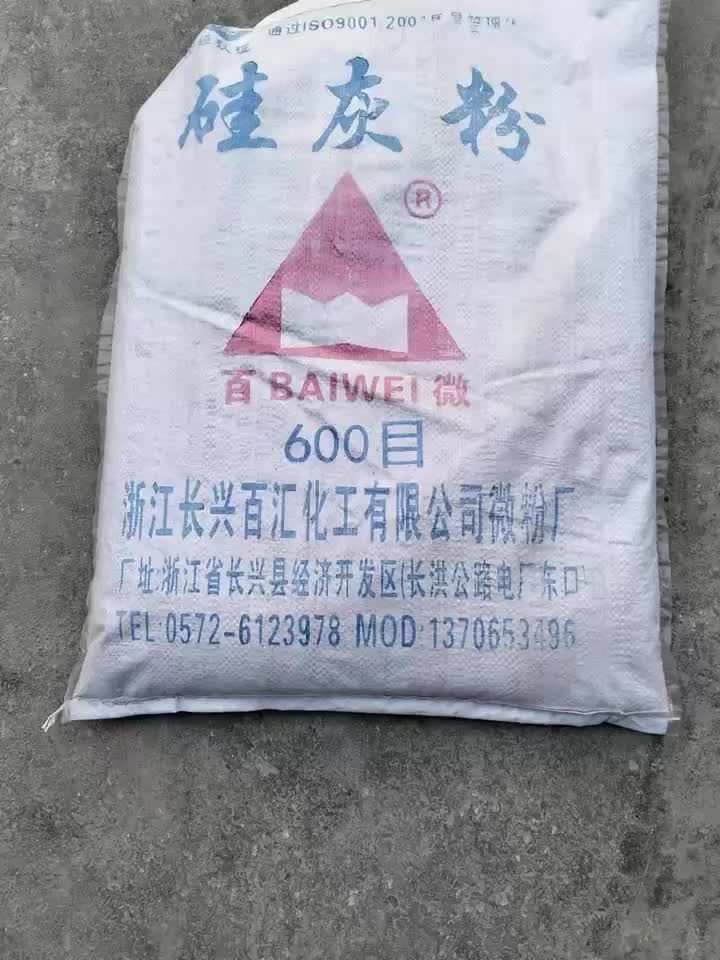 通过ISO9001 200
硅灰粉
®
百 BAIWEI 微
600目
浙江长兴百汇化工有限公司微粉厂
厂址:浙江省长兴县经济开发区(长洪公路电厂东口
TEL:0572-6123978 MOD:13706533496